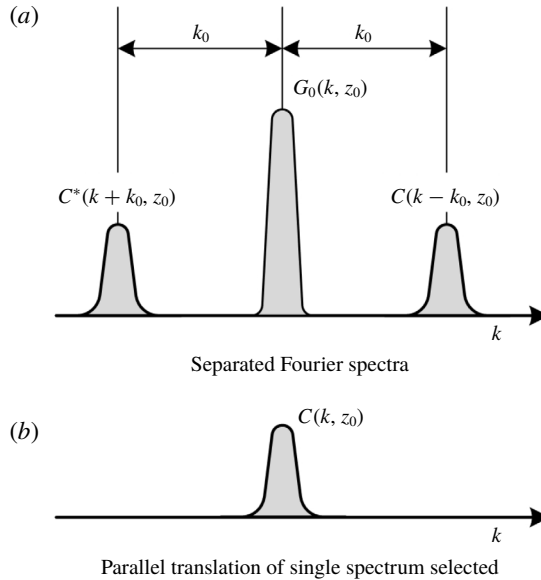 (a)
k₀ k₀
G₀(k, z₀)
C*(k + k₀, z₀) C(k − k₀, z₀)
k
Separated Fourier spectra
(b)
C(k, z₀)
k
Parallel translation of single spectrum selected